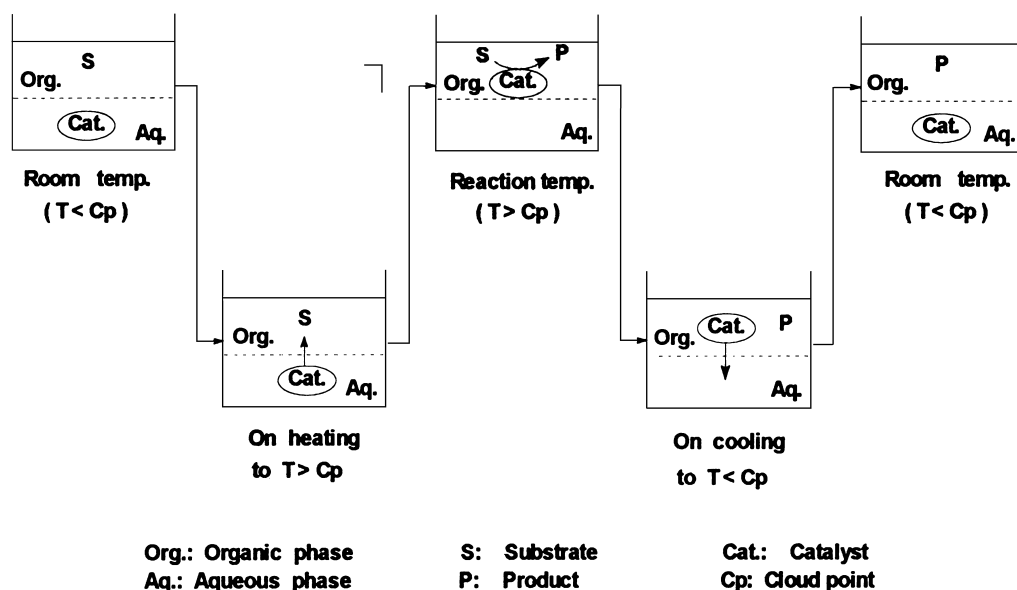 S
Org.
Cat.
Aq.
Room temp.
( T < Cp )
S
Org.
Cat.
Aq.
On heating
to T > Cp
S P
Org. Cat.
Aq.
Reaction temp.
( T > Cp )
Cat. P
Org.
Aq.
On cooling
to T < Cp
P
Org.
Cat.
Aq.
Room temp.
( T < Cp )
Org.: Organic phase S: Substrate Cat.: Catalyst
Aq.: Aqueous phase P: Product Cp: Cloud point